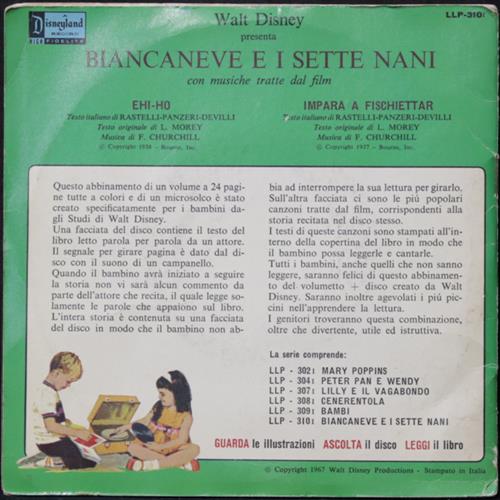 Disneyland
RECORD
HIGH FIDELITY
LLP-310:
Walt Disney
presenta
BIANCANEVE E I SETTE NANI
con musiche tratte dal film
EHI-HO
Testo italiano di RASTELLI-PANZERI-DEVILLI
Testo originale di L. MOREY
Musica di F. CHURCHILL
© Copyright 1938 - Bourne, Inc.
IMPARA A FISCHIETTAR
Testo italiano di RASTELLI-PANZERI-DEVILLI
Testo originale di L. MOREY
Musica di F. CHURCHILL
© Copyright 1937 - Bourne, Inc.
Questo abbinamento di un volume a 24 pagi-
ne tutte a colori e di un microsolco è stato
creato specificatamente per i bambini da-
gli Studi di Walt Disney.
Una facciata del disco contiene il testo del
libro letto parola per parola da un attore.
Il segnale per girare pagina è dato dal di-
sco con il suono di un campanello.
Quando il bambino avrà iniziato a seguire
la storia non vi sarà alcun commento da
parte dell'attore che recita, il quale legge so-
lamente le parole che appaiono sul libro.
L'intera storia è contenuta su una facciata
del disco in modo che il bambino non ab-
bia ad interrompere la sua lettura per girarlo.
Sull'altra facciata ci sono le più popolari
canzoni tratte dal film, corrispondenti alla
storia recitata nel disco stesso.
I testi di queste canzoni sono stampati all'in-
terno della copertina del libro in modo che
il bambino possa leggerle e cantarle.
Tutti i bambini, anche quelli che non sanno
leggere, saranno felici di questo abbinamento
del volumetto + disco creato da Walt
Disney. Saranno inoltre agevolati i più pic-
cini nell'apprendere la lettura.
I genitori troveranno questa combinazione,
oltre che divertente, utile ed istruttiva.
La serie comprende:
LLP - 302: MARY POPPINS
LLP - 304: PETER PAN E WENDY
LLP - 307: LILLY E IL VAGABONDO
LLP - 308: CENERENTOLA
LLP - 309: BAMBI
LLP - 310: BIANCANEVE E I SETTE NANI
GUARDA le illustrazioni ASCOLTA il disco LEGGI il libro
© Copyright 1967 Walt Disney Productions - Stampato in Italia